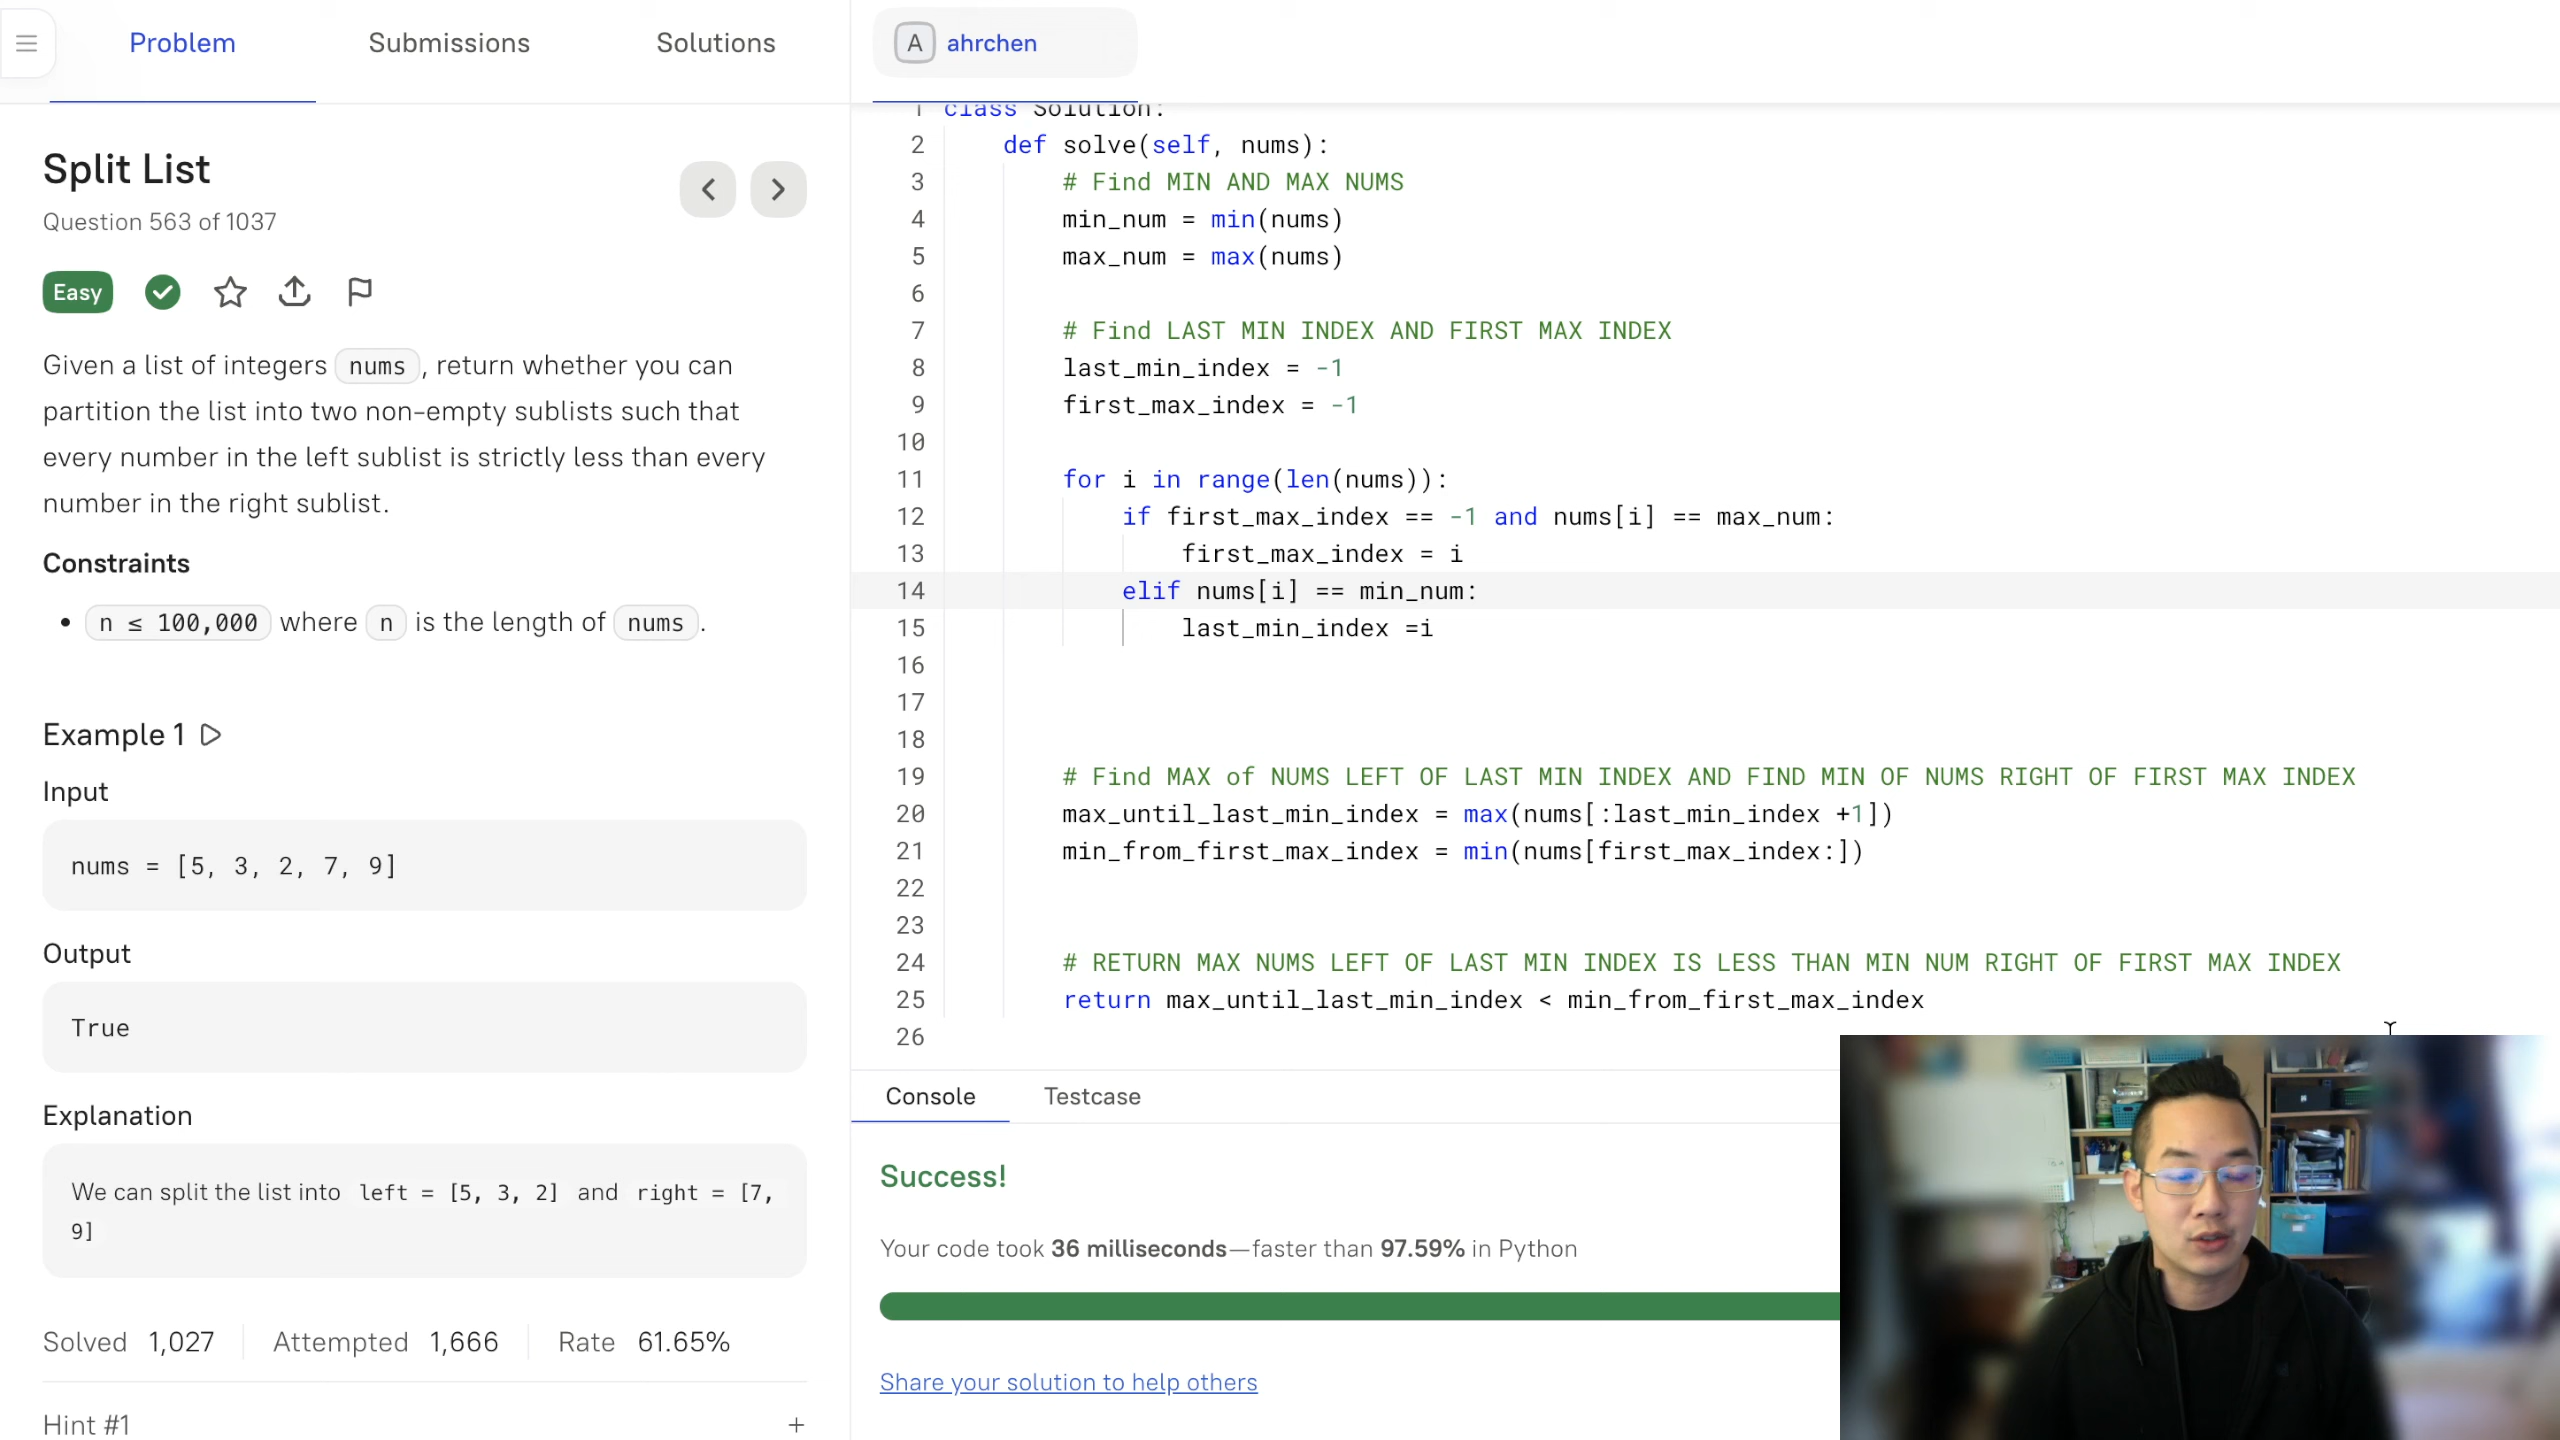 Problem
Submissions
Solutions
A ahrchen
Split List
Question 563 of 1037
Easy
Given a list of integers nums, return whether you can
partition the list into two non-empty sublists such that
every number in the left sublist is strictly less than every
number in the right sublist.
Constraints
• n ≤ 100,000 where n is the length of nums.
Example 1
Input
nums = [5, 3, 2, 7, 9]
Output
True
Explanation
We can split the list into left = [5, 3, 2] and right = [7,
9]
Solved 1,027 Attempted 1,666 Rate 61.65%
Hint #1 +
1 class Solution:
2 def solve(self, nums):
3 # Find MIN AND MAX NUMS
4 min_num = min(nums)
5 max_num = max(nums)
6
7 # Find LAST MIN INDEX AND FIRST MAX INDEX
8 last_min_index = -1
9 first_max_index = -1
10
11 for i in range(len(nums)):
12 if first_max_index == -1 and nums[i] == max_num:
13 first_max_index = i
14 elif nums[i] == min_num:
15 last_min_index =i
16
17
18
19 # Find MAX of NUMS LEFT OF LAST MIN INDEX AND FIND MIN OF NUMS RIGHT OF FIRST MAX INDEX
20 max_until_last_min_index = max(nums[:last_min_index +1])
21 min_from_first_max_index = min(nums[first_max_index:])
22
23
24 # RETURN MAX NUMS LEFT OF LAST MIN INDEX IS LESS THAN MIN NUM RIGHT OF FIRST MAX INDEX
25 return max_until_last_min_index < min_from_first_max_index
26
Console
Testcase
Success!
Your code took 36 milliseconds—faster than 97.59% in Python
Share your solution to help others